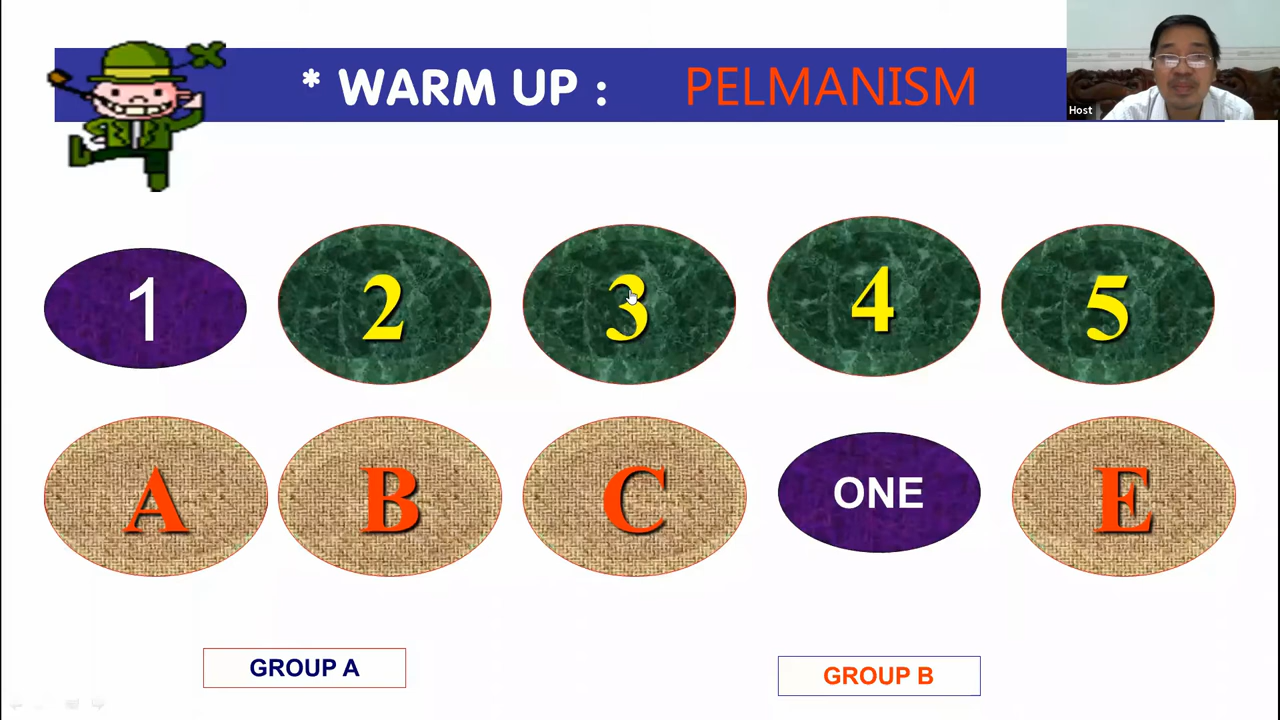 * WARM UP : PELMANISM
Host
1 2 3 4 5
A B C ONE E
GROUP A GROUP B